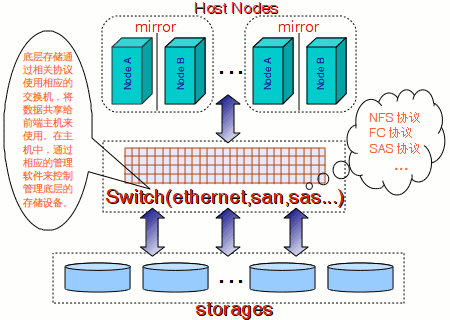 Host Nodes
mirror
mirror
Node A
Node B
...
Node A
Node B
底层存储通
过相关协议
使用相应的
交换机，将
数据共享给
前端主机来
使用。在主
机中，通过
相应的管理
软件来控制
管理底层的
存储设备。
NFS 协议
FC 协议
SAS 协议
...
Switch(ethernet,san,sas...)
...
storages